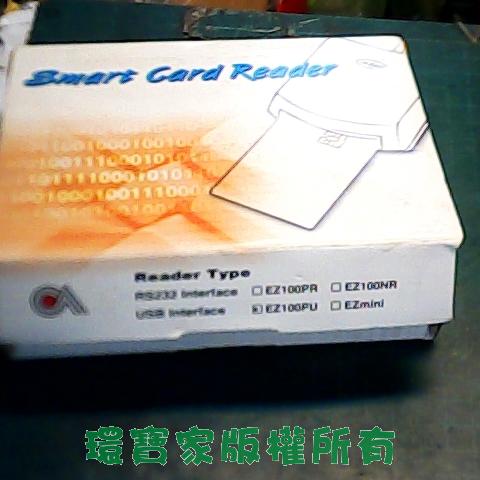 Smart Card Reader
Reader Type
RS232 Interface □ EZ100PR □ EZ100NR
USB Interface ☒ EZ100PU □ EZmini
環寶家版權所有